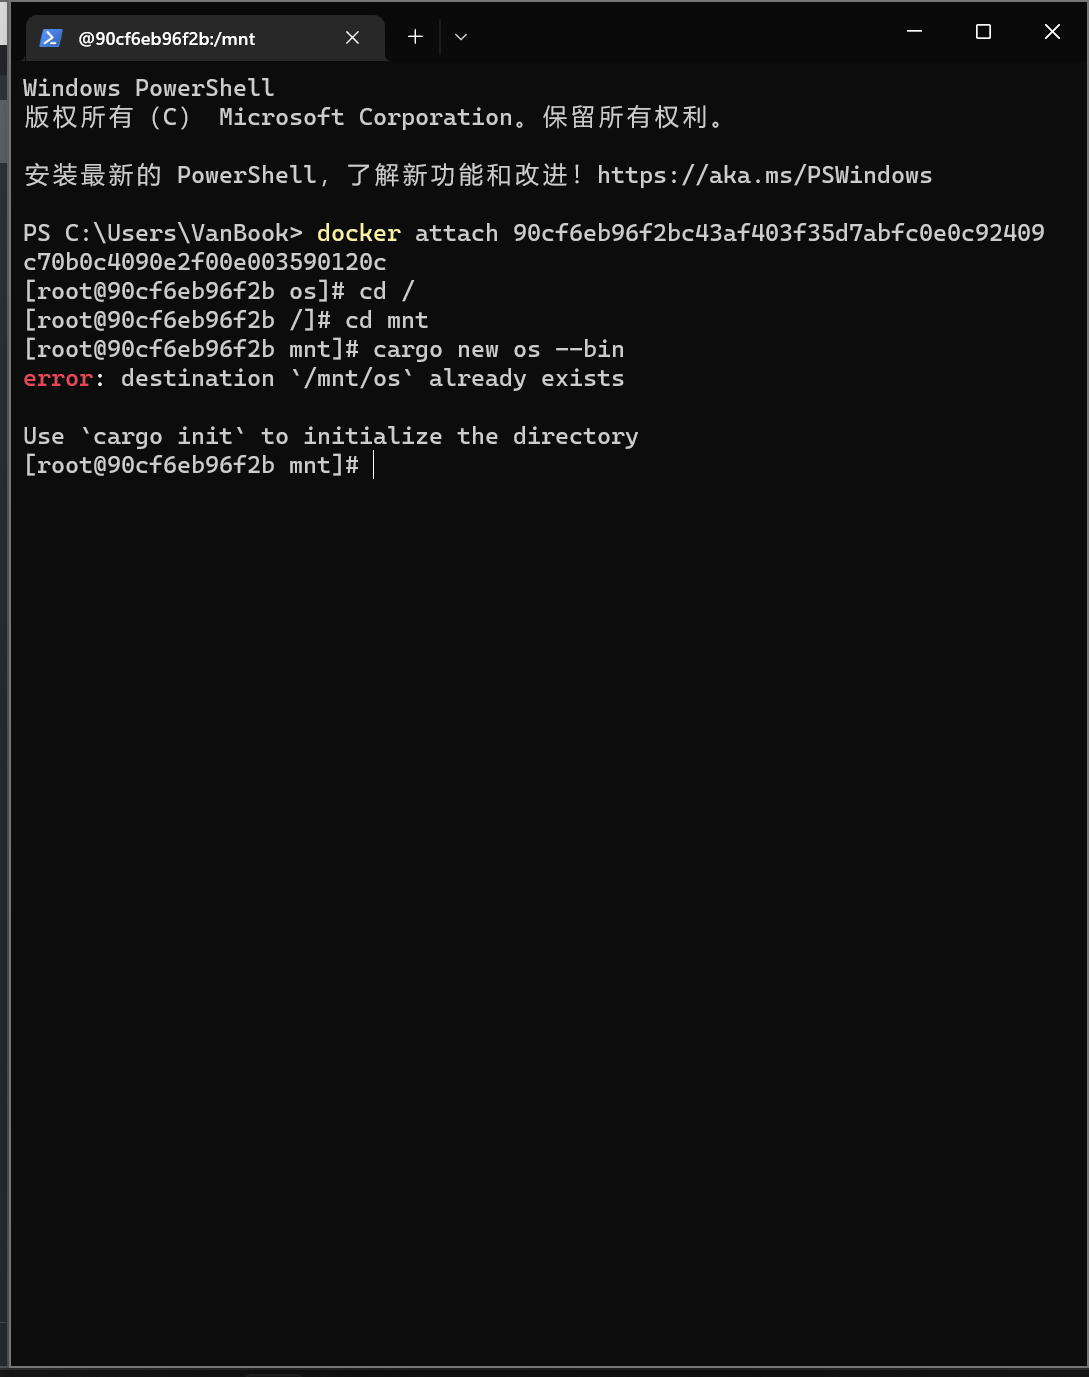 @90cf6eb96f2b:/mnt
Windows PowerShell
版权所有（C） Microsoft Corporation。保留所有权利。
安装最新的 PowerShell，了解新功能和改进！https://aka.ms/PSWindows
PS C:\Users\VanBook> docker attach 90cf6eb96f2bc43af403f35d7abfc0e0c92409
c70b0c4090e2f00e003590120c
[root@90cf6eb96f2b os]# cd /
[root@90cf6eb96f2b /]# cd mnt
[root@90cf6eb96f2b mnt]# cargo new os --bin
error: destination `/mnt/os` already exists
Use `cargo init` to initialize the directory
[root@90cf6eb96f2b mnt]#